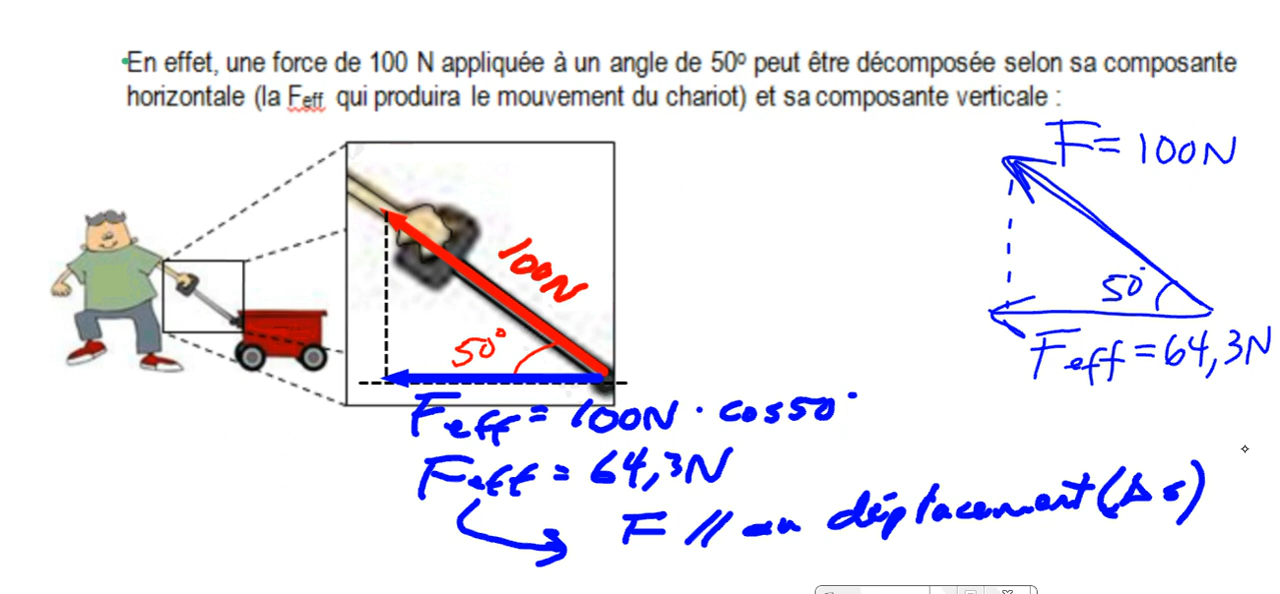 En effet, une force de 100 N appliquée à un angle de 50° peut être décomposée selon sa composante
horizontale (la Feff qui produira le mouvement du chariot) et sa composante verticale :
F = 100N
100N
50°
50°
Feff = 64,3N
Feff = 100N · cos50°
Feff = 64,3N
F // au déplacement (Δs)